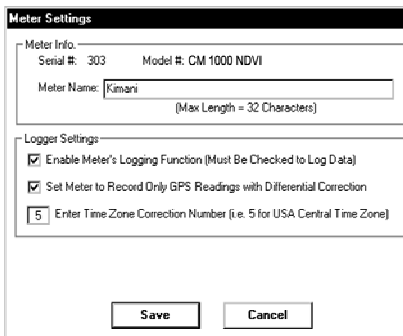 Meter Settings
Meter Info.
Serial #: 303 Model #: CM 1000 NDVI
Meter Name: Kimani
(Max Length = 32 Characters)
Logger Settings
Enable Meter's Logging Function (Must Be Checked to Log Data)
Set Meter to Record Only GPS Readings with Differential Correction
5 Enter Time Zone Correction Number (i.e. 5 for USA Central Time Zone)
Save Cancel